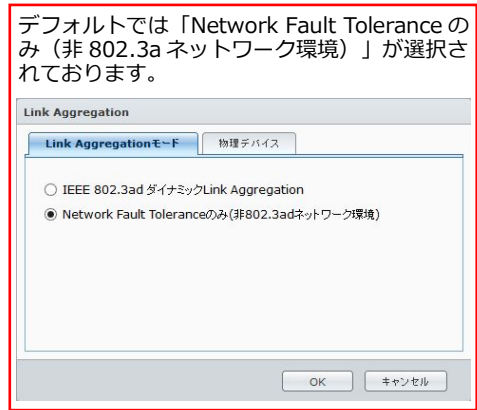 デフォルトでは「Network Fault Tolerance の
み（非 802.3a ネットワーク環境）」が選択さ
れております。
Link Aggregation
Link Aggregationモード
物理デバイス
IEEE 802.3ad ダイナミックLink Aggregation
Network Fault Toleranceのみ(非802.3adネットワーク環境)
OK
キャンセル